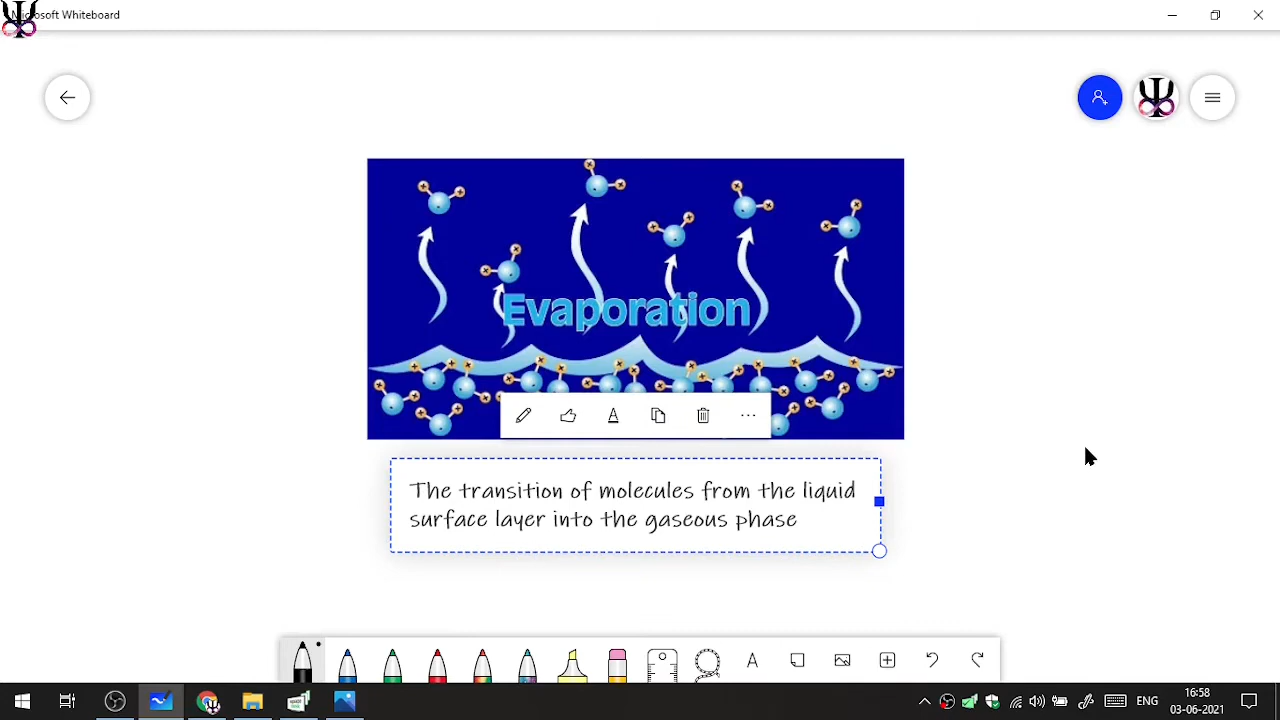 Microsoft Whiteboard
Evaporation
The transition of molecules from the liquid
surface layer into the gaseous phase
A
A
ENG
16:58
03-06-2021